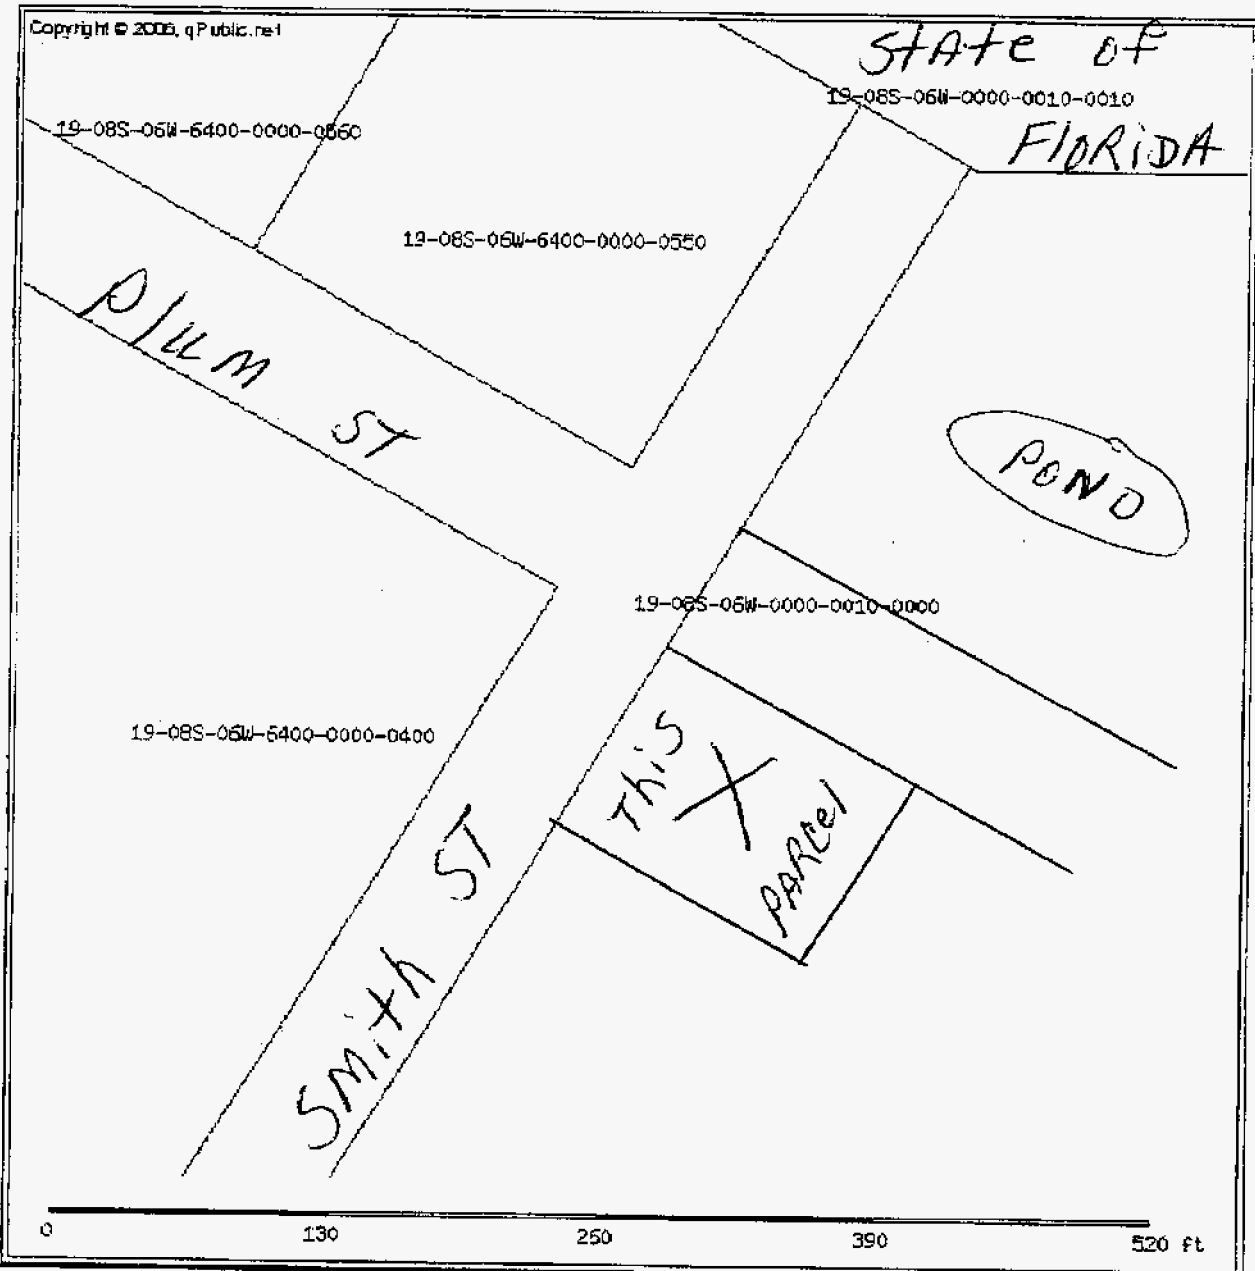 Copyright © 2006, qPublic.net
STATE OF
19-08S-06W-0000-0010-0010
FLORIDA
19-08S-06W-6400-0000-0560
19-08S-06W-6400-0000-0550
PlUM ST
POND
19-08S-06W-0000-0010-0000
19-08S-06W-6400-0000-0400
This
X
PARCel
SMith ST
0 130 260 390 520 ft